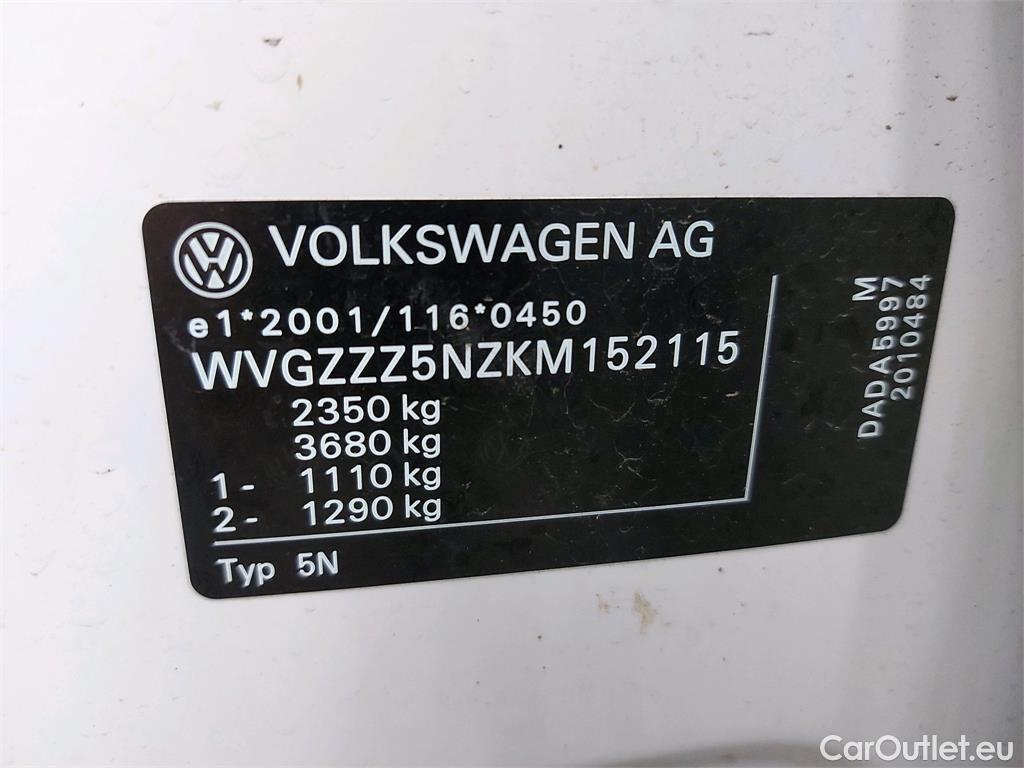 VOLKSWAGEN AG
e1*2001/116*0450
WVGZZZ5NZKM152115
2350 kg
3680 kg
1- 1110 kg
2- 1290 kg
Typ 5N
M
DADA5997
2010484
CarOutlet.eu